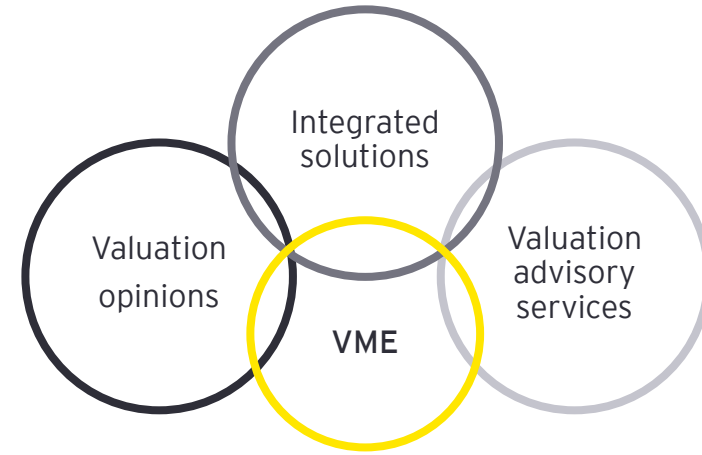 Integrated
solutions
Valuation
opinions
VME
Valuation
advisory
services